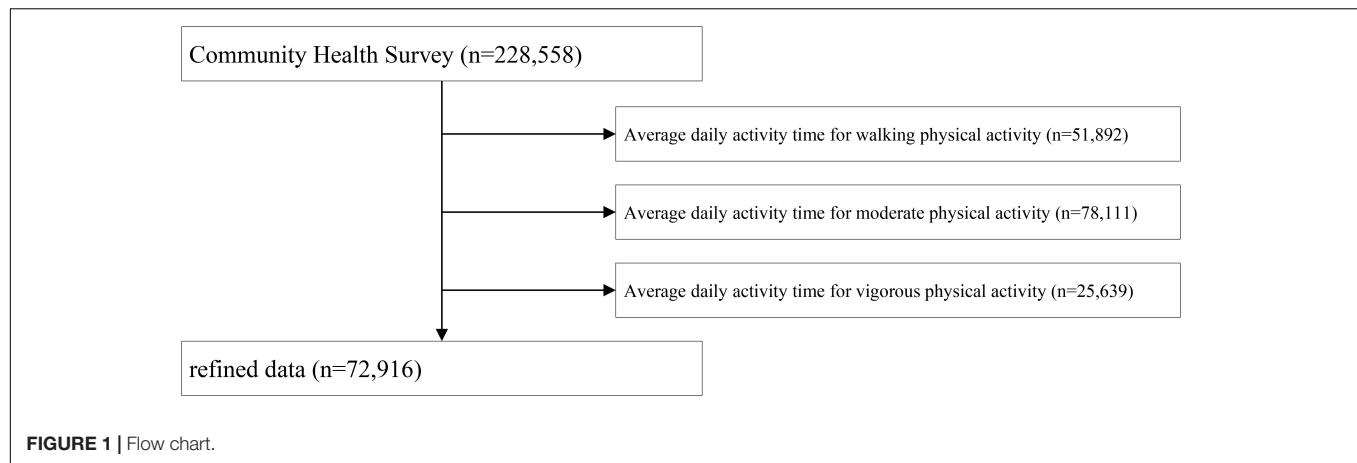 Community Health Survey (n=228,558)
Average daily activity time for walking physical activity (n=51,892)
Average daily activity time for moderate physical activity (n=78,111)
Average daily activity time for vigorous physical activity (n=25,639)
refined data (n=72,916)
FIGURE 1 | Flow chart.